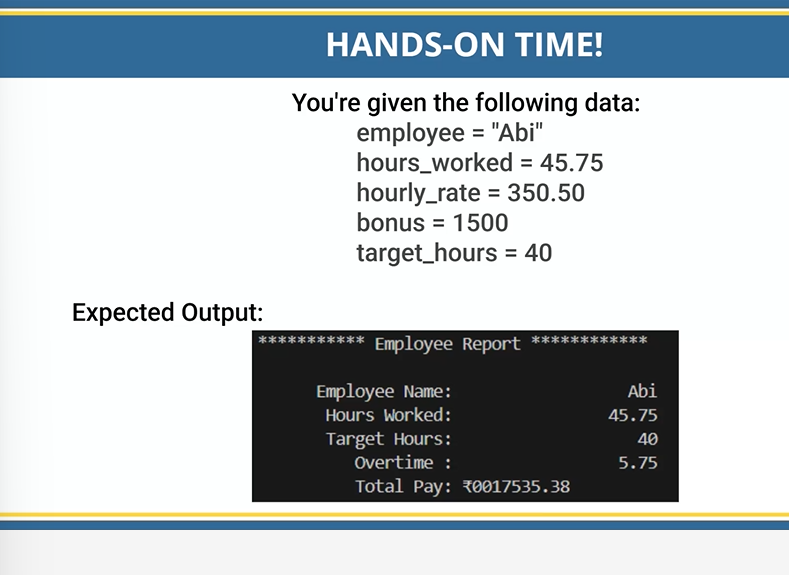 HANDS-ON TIME!
You're given the following data:
employee = "Abi"
hours_worked = 45.75
hourly_rate = 350.50
bonus = 1500
target_hours = 40
Expected Output:
*********** Employee Report ************
Employee Name: Abi
Hours Worked: 45.75
Target Hours: 40
Overtime : 5.75
Total Pay: ₹0017535.38